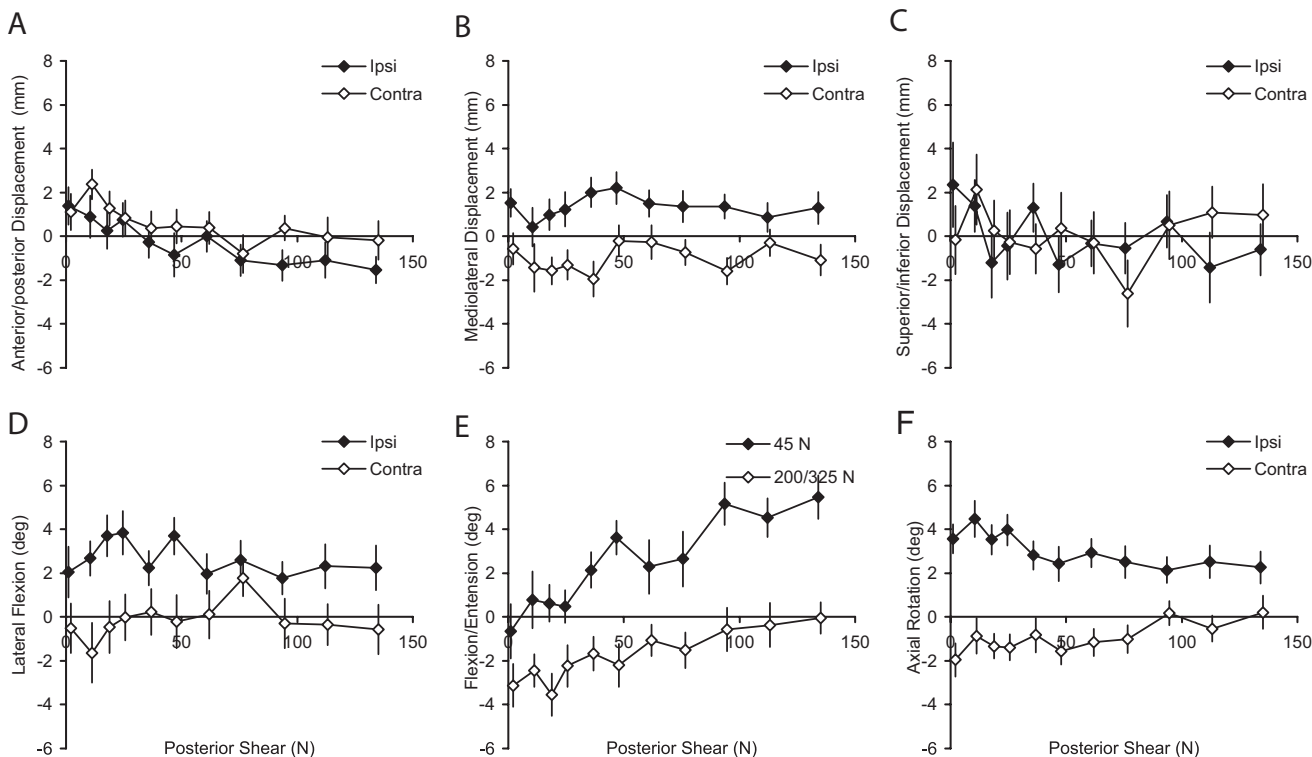 A
Anterior/posterior Displacement (mm)
8
6
4
2
0
-2
-4
-6
0
50
100
150
Ipsi
Contra
B
Mediolateral Displacement (mm)
8
6
4
2
0
-2
-4
-6
0
50
100
150
Ipsi
Contra
C
Superior/inferior Displacement (mm)
8
6
4
2
0
-2
-4
-6
0
50
100
150
Ipsi
Contra
D
Lateral Flexion (deg)
8
6
4
2
0
-2
-4
-6
0
50
100
150
Ipsi
Contra
Posterior Shear (N)
E
Flexion/Extension (deg)
8
6
4
2
0
-2
-4
-6
0
50
100
150
45 N
200/325 N
Posterior Shear (N)
F
Axial Rotation (deg)
8
6
4
2
0
-2
-4
-6
0
50
100
150
Ipsi
Contra
Posterior Shear (N)